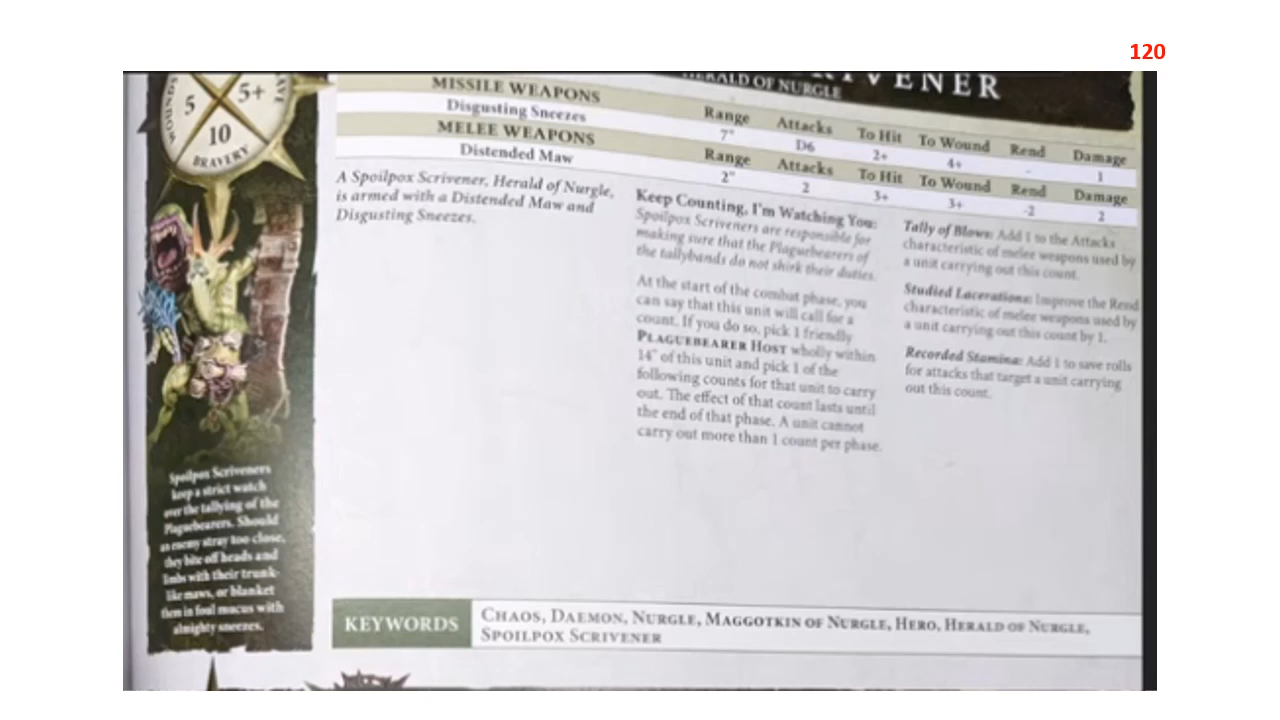 120
SCRIVENER
HERALD OF NURGLE
WOUNDS
5
5+
SAVE
10
BRAVERY
MISSILE WEAPONS Range Attacks To Hit To Wound Rend Damage
Disgusting Sneezes 7" D6 2+ 4+ - 1
MELEE WEAPONS Range Attacks To Hit To Wound Rend Damage
Distended Maw 2" 2 3+ 3+ -2 2
A Spoilpox Scrivener, Herald of Nurgle,
is armed with a Distended Maw and
Disgusting Sneezes.
Keep Counting, I'm Watching You:
Spoilpox Scriveners are responsible for
making sure that the Plaguebearers of
the tallybands do not shirk their duties.
At the start of the combat phase, you
can say that this unit will call for a
count. If you do so, pick 1 friendly
PLAGUEBEARER HOST wholly within
14" of this unit and pick 1 of the
following counts for that unit to carry
out. The effect of that count lasts until
the end of that phase. A unit cannot
carry out more than 1 count per phase.
Tally of Blows: Add 1 to the Attacks
characteristic of melee weapons used by
a unit carrying out this count.
Studied Lacerations: Improve the Rend
characteristic of melee weapons used by
a unit carrying out this count by 1.
Recorded Stamina: Add 1 to save rolls
for attacks that target a unit carrying
out this count.
Spoilpox Scriveners
keep a strict watch
over the tallying of the
Plaguebearers. Should
an enemy stray too close,
they bite off heads and
limbs with their trunk-
like maws, or blanket
them in foul mucus with
almighty sneezes.
KEYWORDS
CHAOS, DAEMON, NURGLE, MAGGOTKIN OF NURGLE, HERO, HERALD OF NURGLE,
SPOILPOX SCRIVENER